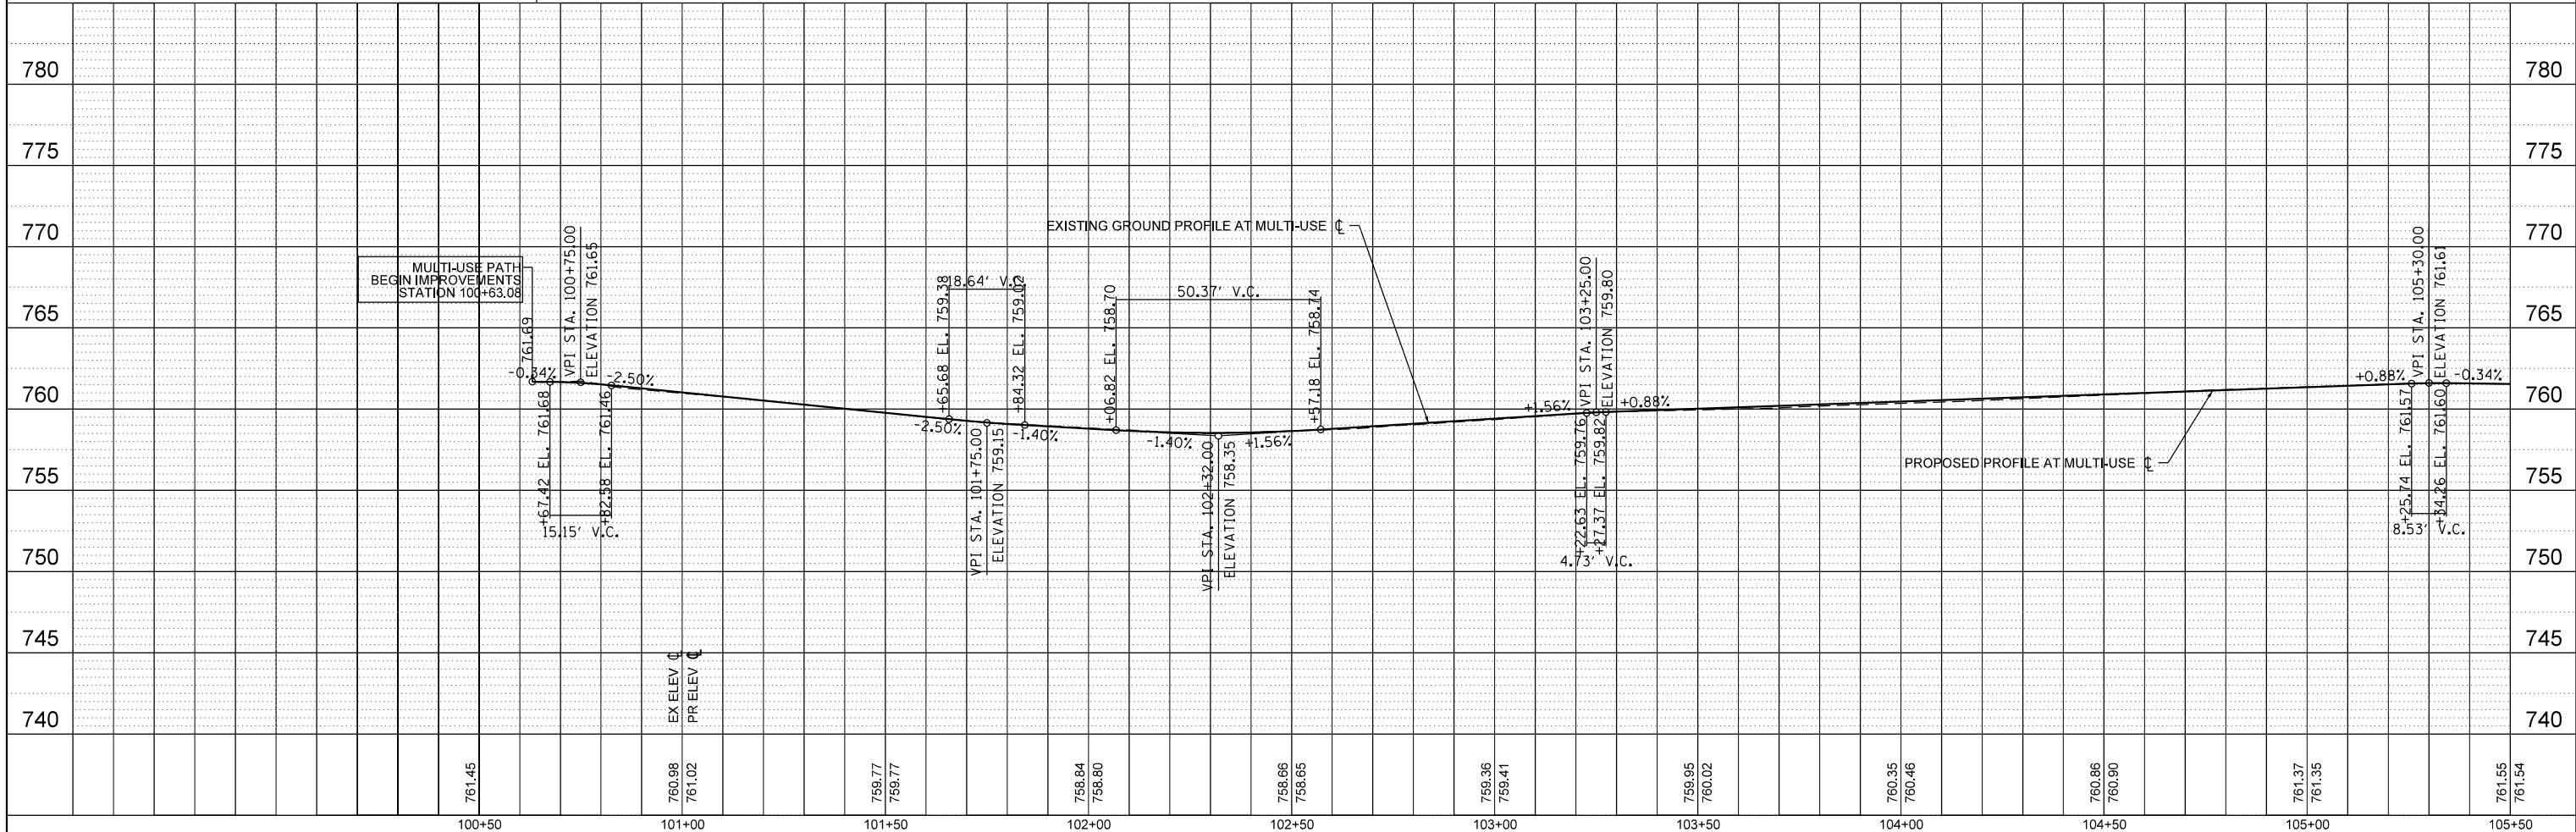 780
780
775
775
770
770
765
765
760
760
755
755
750
750
745
745
740
740
MULTI-USE PATH
BEGIN IMPROVEMENTS
STATION 100+63.08
761.69
-0.34%
VPI STA. 100+75.00
ELEVATION 761.65
-2.50%
+67.42 EL. 761.68
+82.58 EL. 761.46
15.15' V.C.
+65.68 EL. 759.38
18.64' V.C.
+84.32 EL. 759.02
-2.50%
-1.40%
VPI STA. 101+75.00
ELEVATION 759.15
+06.82 EL. 758.70
50.37' V.C.
+57.18 EL. 758.74
-1.40%
+1.56%
VPI STA. 102+32.00
ELEVATION 758.35
EXISTING GROUND PROFILE AT MULTI-USE ℄
+1.56%
VPI STA. 103+25.00
ELEVATION 759.80
+0.88%
+22.63 EL. 759.76
+27.37 EL. 759.82
4.73' V.C.
PROPOSED PROFILE AT MULTI-USE ℄
+0.88%
VPI STA. 105+30.00
ELEVATION 761.61
-0.34%
+25.74 EL. 761.57
+34.26 EL. 761.60
8.53' V.C.
EX ELEV ℄
PR ELEV ℄
761.45
760.98
761.02
759.77
759.77
758.84
758.80
758.66
758.65
759.36
759.41
759.95
760.02
760.35
760.46
760.86
760.90
761.37
761.35
761.55
761.54
100+50
101+00
101+50
102+00
102+50
103+00
103+50
104+00
104+50
105+00
105+50